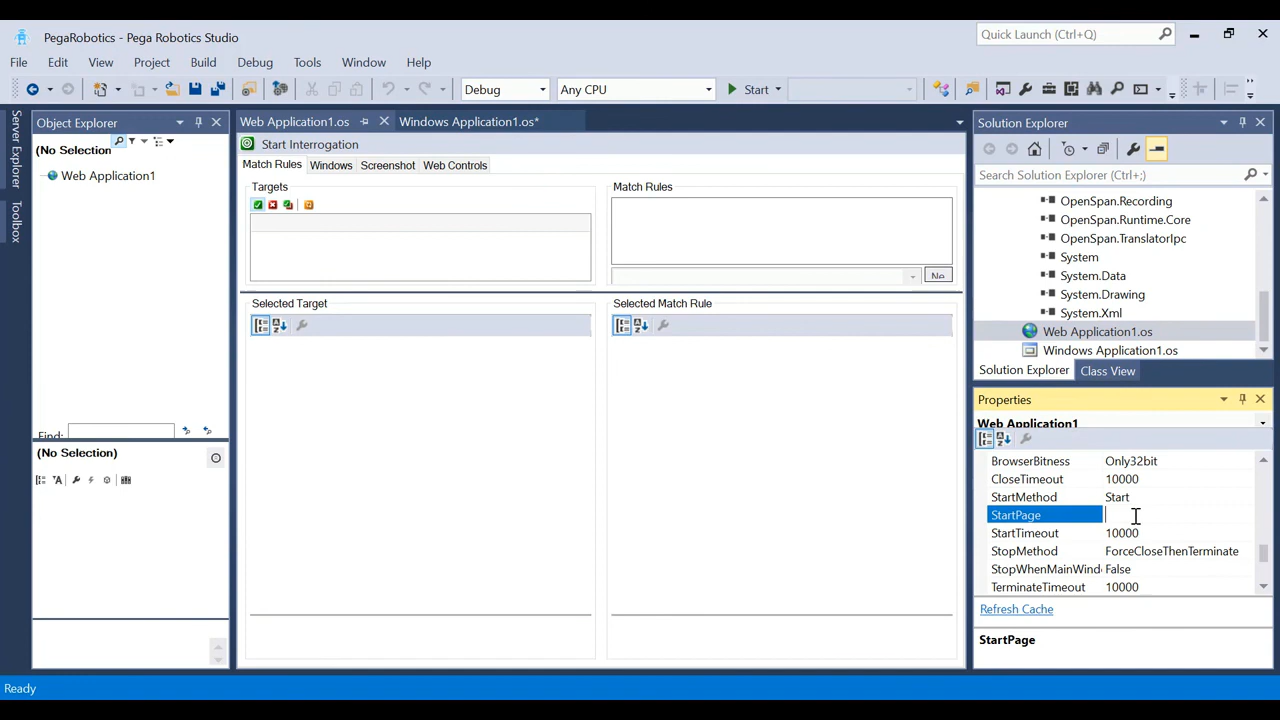 PegaRobotics - Pega Robotics Studio
Quick Launch (Ctrl+Q)
File Edit View Project Build Debug Tools Window Help
Debug Any CPU Start
Server Explorer
Toolbox
Object Explorer
(No Selection
Web Application1
Find:
(No Selection)
Web Application1.os Windows Application1.os*
Start Interrogation
Match Rules Windows Screenshot Web Controls
Targets
Match Rules
Ne
Selected Target
Selected Match Rule
Solution Explorer
Search Solution Explorer (Ctrl+;)
OpenSpan.Recording
OpenSpan.Runtime.Core
OpenSpan.TranslatorIpc
System
System.Data
System.Drawing
System.Xml
Web Application1.os
Windows Application1.os
Solution Explorer Class View
Properties
Web Application1
BrowserBitness Only32bit
CloseTimeout 10000
StartMethod Start
StartPage
StartTimeout 10000
StopMethod ForceCloseThenTerminate
StopWhenMainWindo False
TerminateTimeout 10000
Refresh Cache
StartPage
Ready